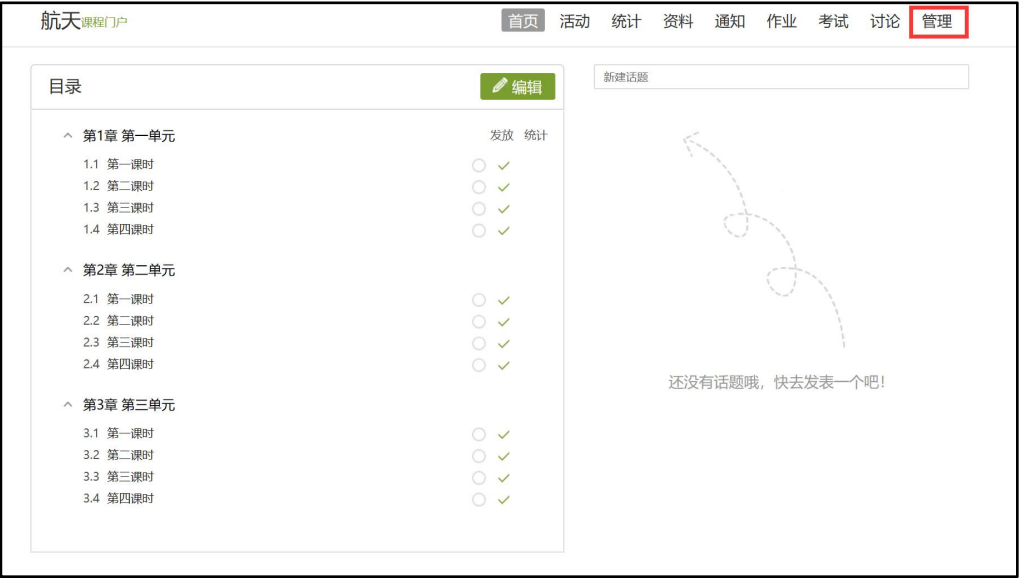 航天课程门户 首页 活动 统计 资料 通知 作业 考试 讨论 管理
目录 编辑
新建话题
第1章 第一单元 发放 统计
1.1 第一课时
1.2 第二课时
1.3 第三课时
1.4 第四课时
第2章 第二单元
2.1 第一课时
2.2 第二课时
2.3 第三课时
2.4 第四课时
还没有话题哦，快去发表一个吧！
第3章 第三单元
3.1 第一课时
3.2 第二课时
3.3 第三课时
3.4 第四课时